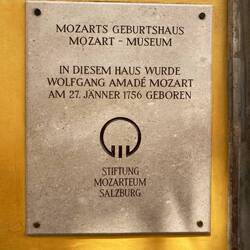 MOZARTS GEBURTSHAUS
MOZART - MUSEUM
IN DIESEM HAUS WURDE
WOLFGANG AMADÉ MOZART
AM 27. JÄNNER 1756 GEBOREN
STIFTUNG
MOZARTEUM
SALZBURG